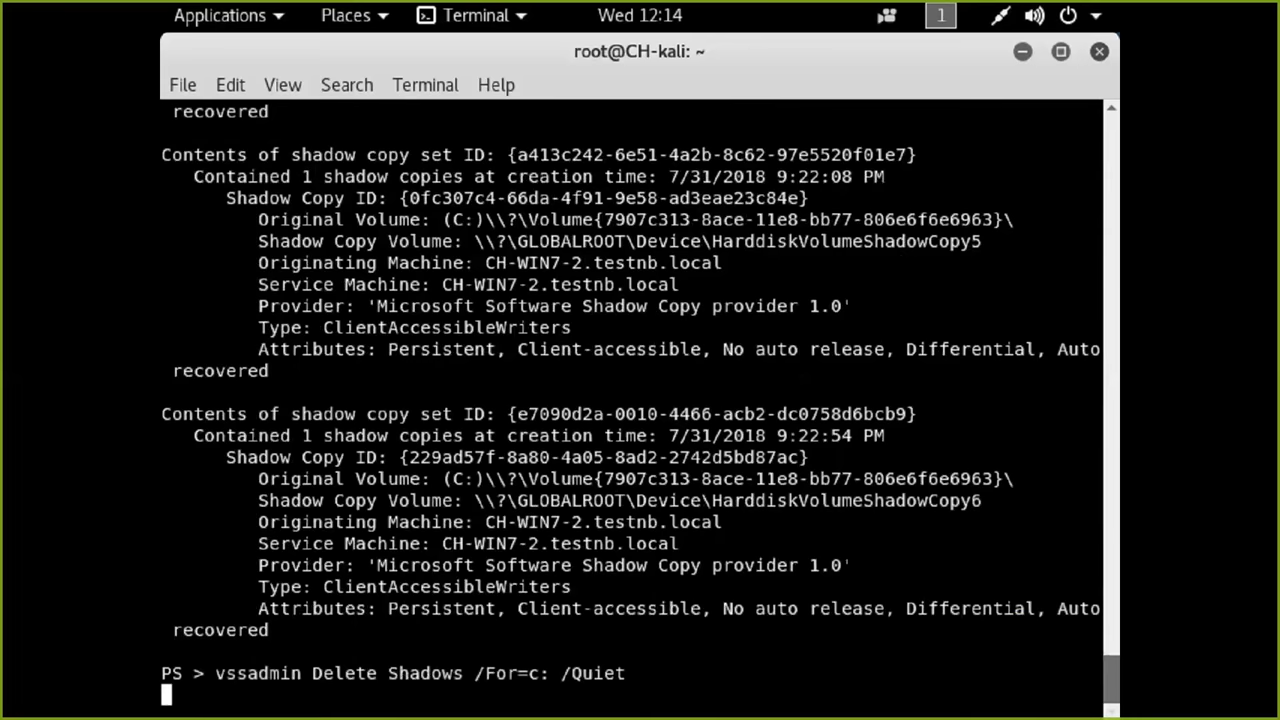 Applications Places Terminal Wed 12:14 1
root@CH-kali: ~
File Edit View Search Terminal Help
recovered
Contents of shadow copy set ID: {a413c242-6e51-4a2b-8c62-97e5520f01e7}
Contained 1 shadow copies at creation time: 7/31/2018 9:22:08 PM
Shadow Copy ID: {0fc307c4-66da-4f91-9e58-ad3eae23c84e}
Original Volume: (C:)\\?\Volume{7907c313-8ace-11e8-bb77-806e6f6e6963}\
Shadow Copy Volume: \\?\GLOBALROOT\Device\HarddiskVolumeShadowCopy5
Originating Machine: CH-WIN7-2.testnb.local
Service Machine: CH-WIN7-2.testnb.local
Provider: 'Microsoft Software Shadow Copy provider 1.0'
Type: ClientAccessibleWriters
Attributes: Persistent, Client-accessible, No auto release, Differential, Auto
recovered
Contents of shadow copy set ID: {e7090d2a-0010-4466-acb2-dc0758d6bcb9}
Contained 1 shadow copies at creation time: 7/31/2018 9:22:54 PM
Shadow Copy ID: {229ad57f-8a80-4a05-8ad2-2742d5bd87ac}
Original Volume: (C:)\\?\Volume{7907c313-8ace-11e8-bb77-806e6f6e6963}\
Shadow Copy Volume: \\?\GLOBALROOT\Device\HarddiskVolumeShadowCopy6
Originating Machine: CH-WIN7-2.testnb.local
Service Machine: CH-WIN7-2.testnb.local
Provider: 'Microsoft Software Shadow Copy provider 1.0'
Type: ClientAccessibleWriters
Attributes: Persistent, Client-accessible, No auto release, Differential, Auto
recovered
PS > vssadmin Delete Shadows /For=c: /Quiet